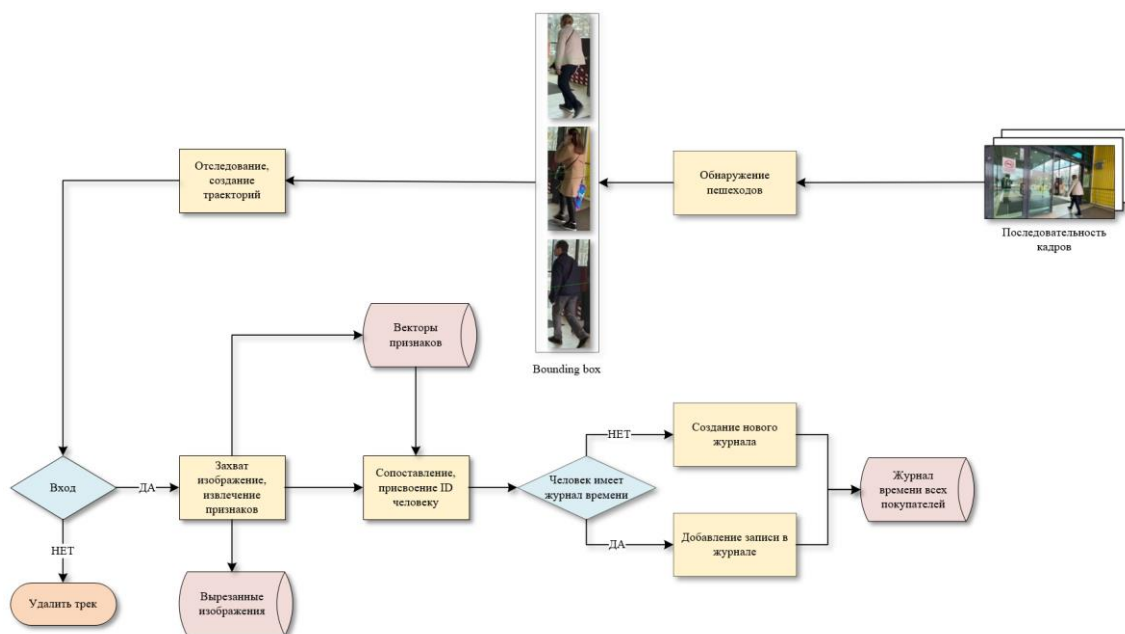 Отследование,
создание
траекторий
Обнаружение
пешеходов
Последовательность
кадров
Bounding box
Векторы
признаков
Вход
ДА
Захват
изображение,
извлечение
признаков
Сопоставление,
присвоение ID
человеку
Человек имеет
журнал времени
НЕТ
Создание нового
журнала
ДА
Добавление записи в
журнале
Журнал
времени всех
покупателей
НЕТ
Удалить трек
Вырезанные
изображения